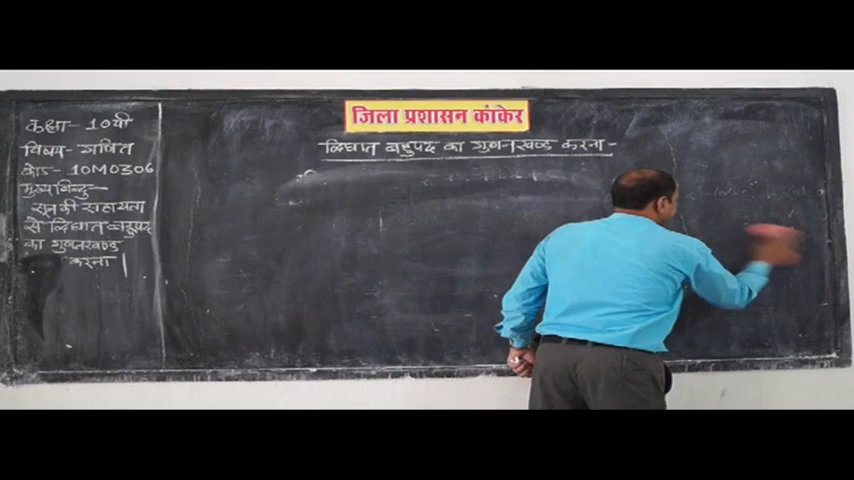 जिला प्रशासन कांकेर
द्विघात बहुपद का गुणनखण्ड करना -
कक्षा - 10वी
विषय - गणित
कोड - 10M0306
मुख्य बिन्दु -
सूत्र की सहायता
से द्विघात बहुपद
का गुणनखण्ड
करना |